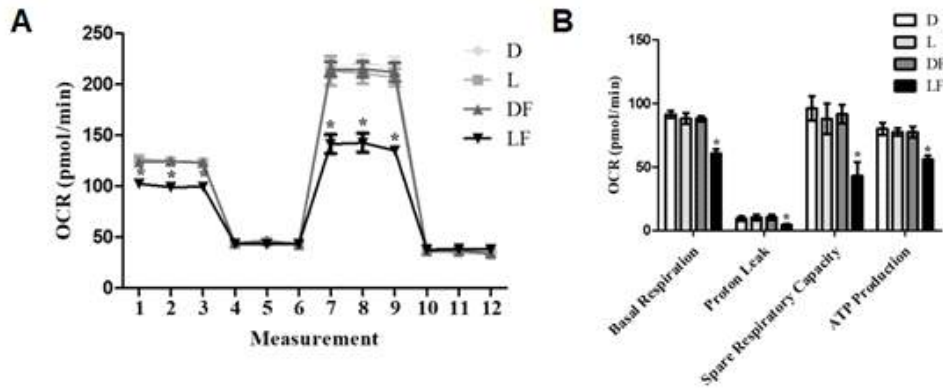 A
OCR (pmol/min)
250
200
150
100
50
0
* * *
* * *
1 2 3 4 5 6 7 8 9 10 11 12
Measurement
D
L
DF
LF
B
OCR (pmol/min)
150
100
50
0
* * * *
Basal Respiration
Proton Leak
Spare Respiratory Capacity
ATP Production
D
L
DF
LF